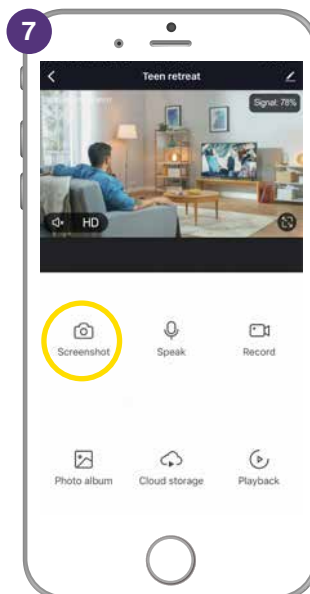 7
Teen retreat
Signal: 78%
HD
Screenshot
Speak
Record
Photo album
Cloud storage
Playback